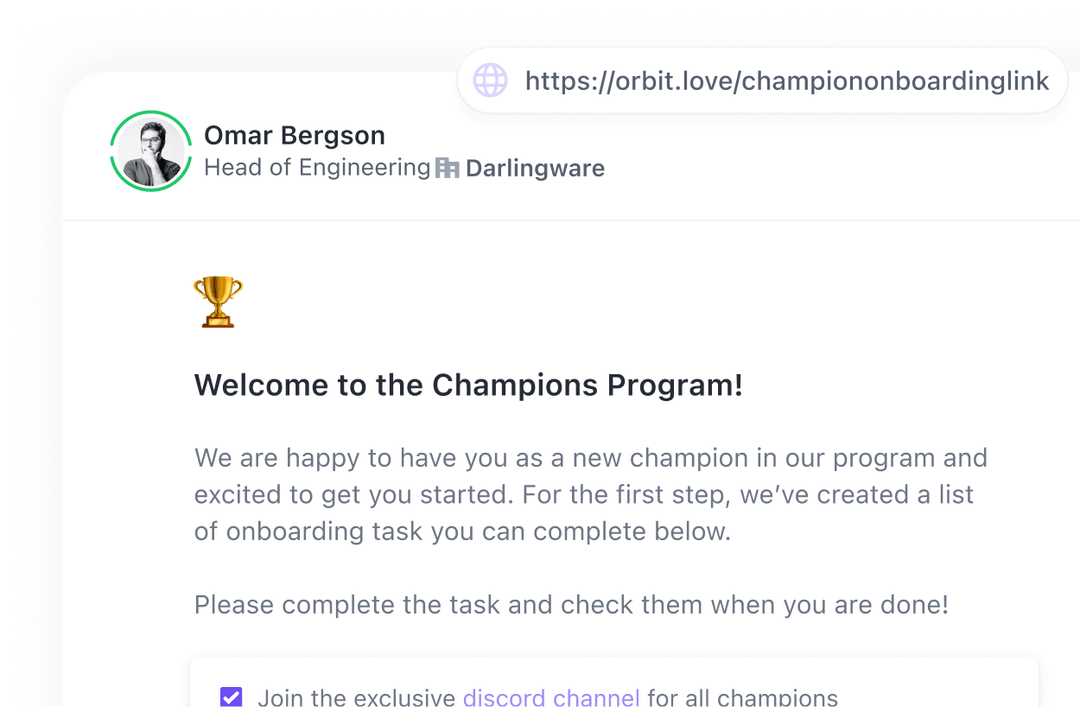 https://orbit.love/championonboardinglink
Omar Bergson
Head of Engineering Darlingware
Welcome to the Champions Program!
We are happy to have you as a new champion in our program and
excited to get you started. For the first step, we’ve created a list
of onboarding task you can complete below.
Please complete the task and check them when you are done!
Join the exclusive discord channel for all champions